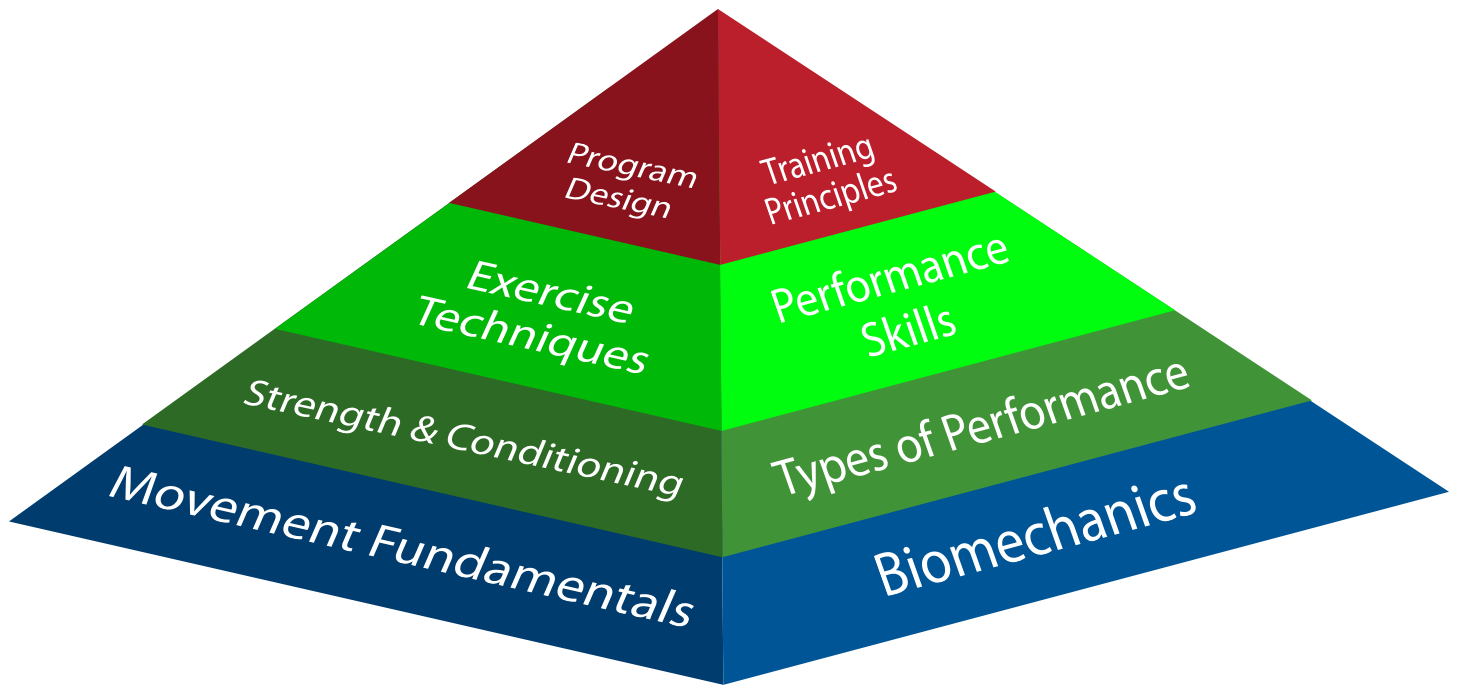 Program
Design
Training
Principles
Exercise
Techniques
Performance
Skills
Strength & Conditioning
Types of Performance
Movement Fundamentals
Biomechanics